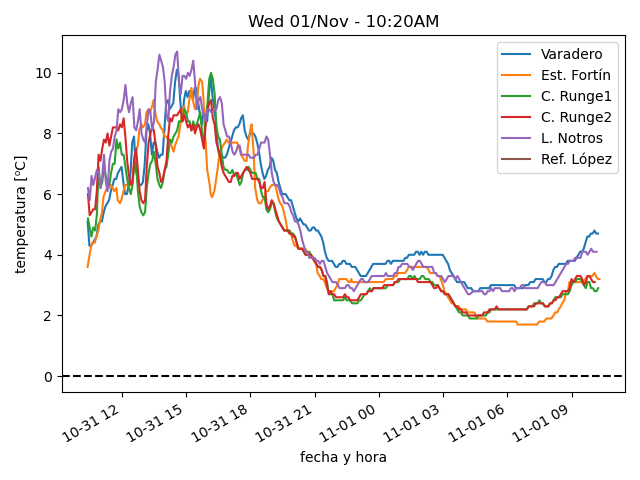 Wed 01/Nov - 10:20AM
temperatura [ºC]
10
8
6
4
2
0
Varadero
Est. Fortín
C. Runge1
C. Runge2
L. Notros
Ref. López
10-31 12
10-31 15
10-31 18
10-31 21
11-01 00
11-01 03
11-01 06
11-01 09
fecha y hora